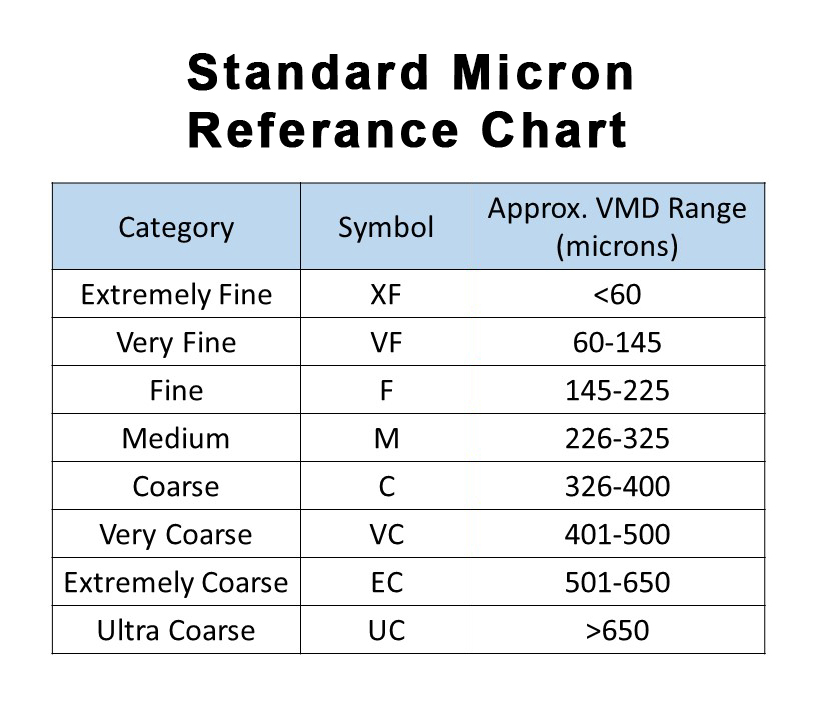 Standard Micron
Referance Chart
Category Symbol Approx. VMD Range
(microns)
Extremely Fine XF <60
Very Fine VF 60-145
Fine F 145-225
Medium M 226-325
Coarse C 326-400
Very Coarse VC 401-500
Extremely Coarse EC 501-650
Ultra Coarse UC >650